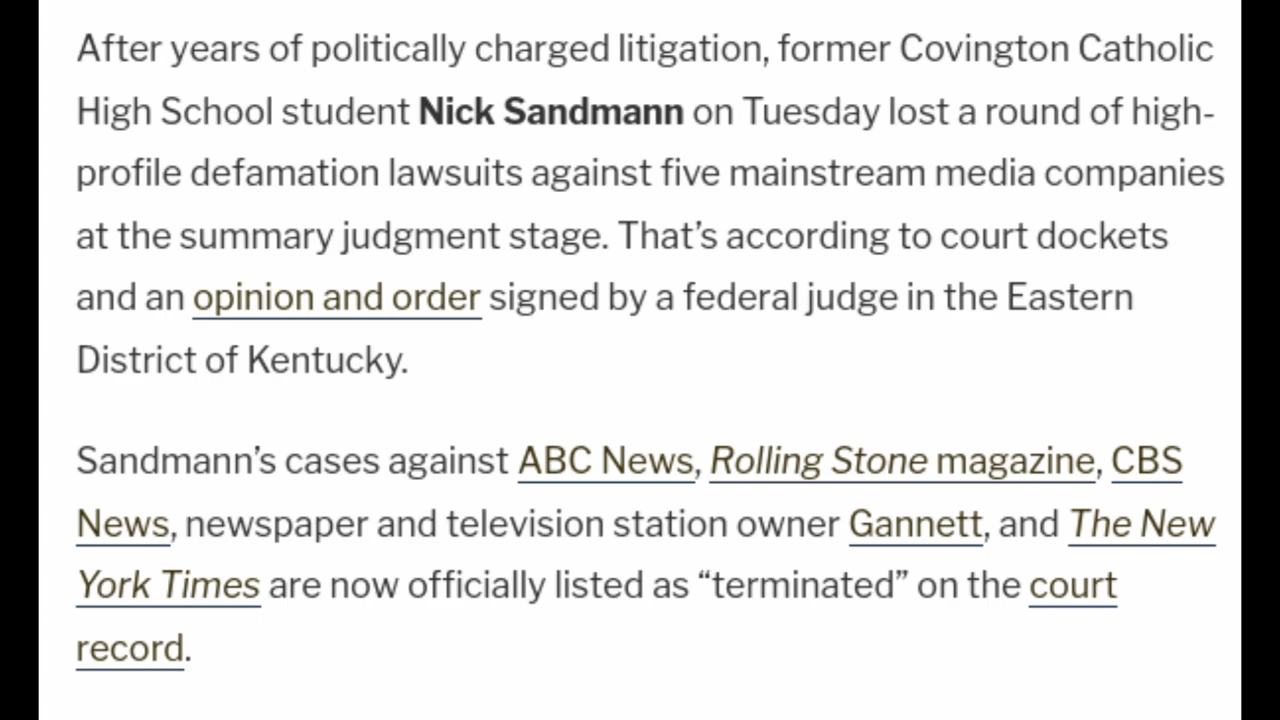 After years of politically charged litigation, former Covington Catholic
High School student Nick Sandmann on Tuesday lost a round of high-
profile defamation lawsuits against five mainstream media companies
at the summary judgment stage. That’s according to court dockets
and an opinion and order signed by a federal judge in the Eastern
District of Kentucky.
Sandmann’s cases against ABC News, Rolling Stone magazine, CBS
News, newspaper and television station owner Gannett, and The New
York Times are now officially listed as “terminated” on the court
record.